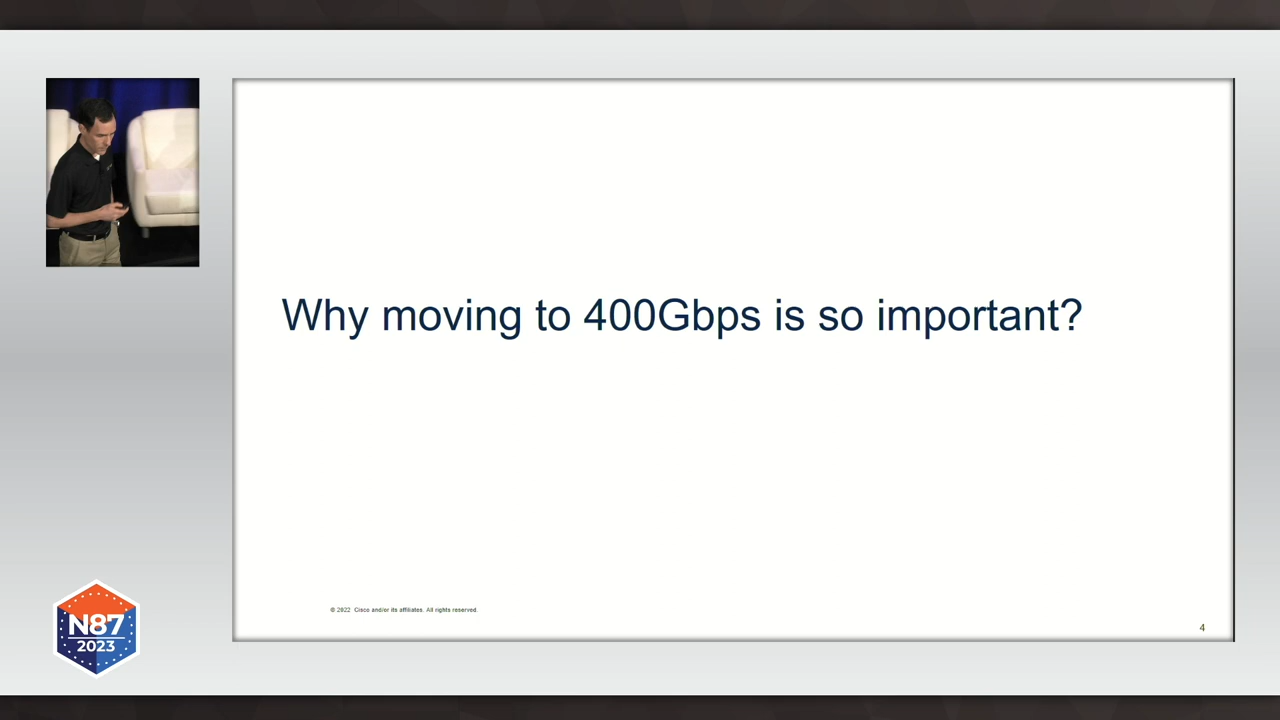 Why moving to 400Gbps is so important?
© 2022 Cisco and/or its affiliates. All rights reserved.
4
N87
2023